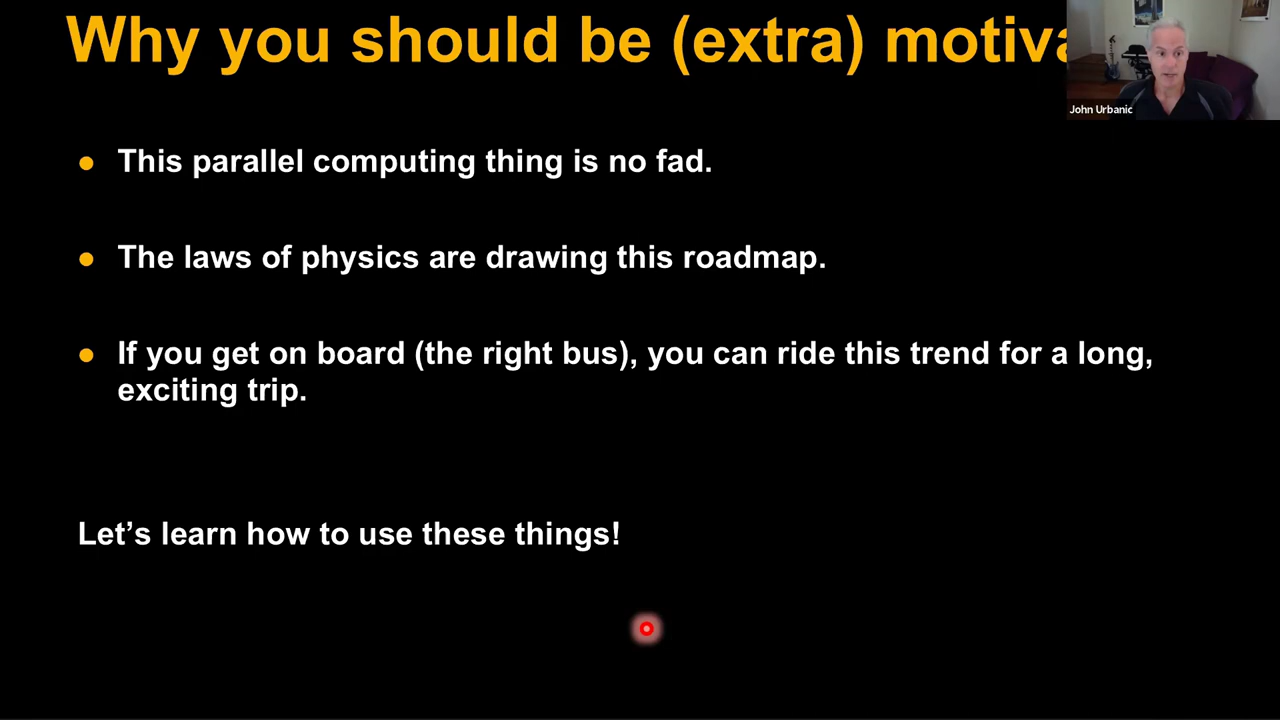 Why you should be (extra)
John Urbanic
This parallel computing thing is no fad.
The laws of physics are drawing this roadmap.
If you get on board (the right bus), you can ride this trend for a long,
exciting trip.
Let’s learn how to use these things!